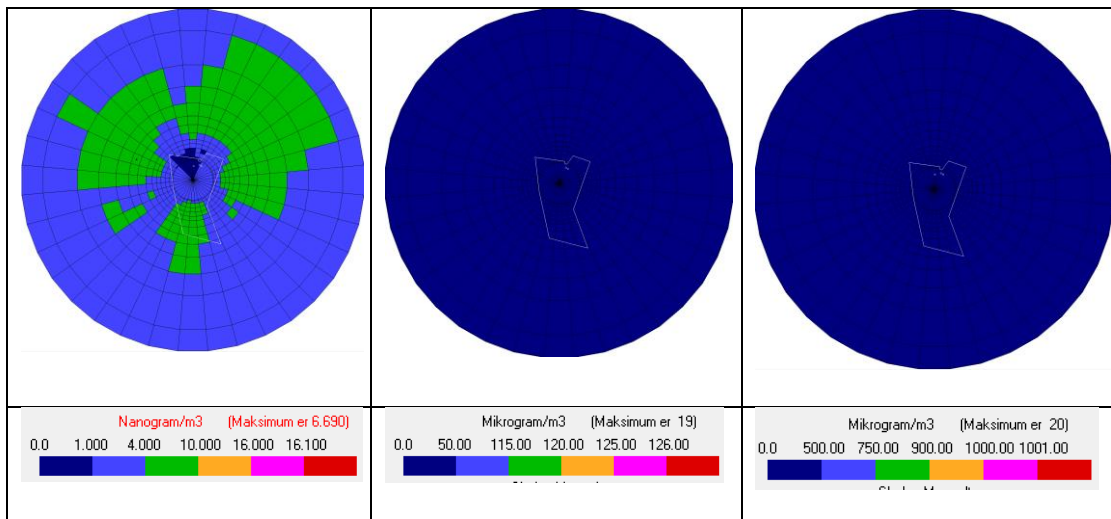 Nanogram/m3 (Maksimum er 6.690)
0.0 1.000 4.000 10.000 16.000 16.100
Mikrogram/m3 (Maksimum er 19)
0.0 50.00 115.00 120.00 125.00 126.00
Mikrogram/m3 (Maksimum er 20)
0.0 500.00 750.00 900.00 1000.00 1001.00